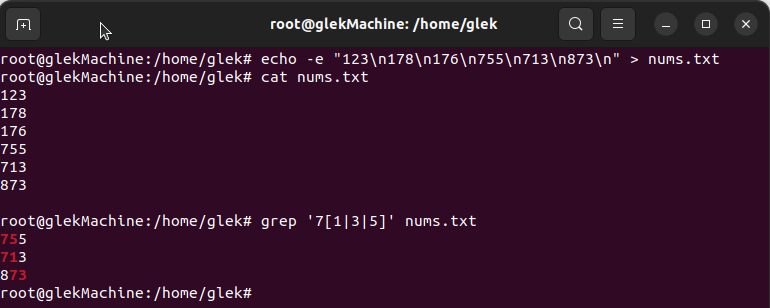 root@glekMachine: /home/glek
root@glekMachine:/home/glek# echo -e "123\n178\n176\n755\n713\n873\n" > nums.txt
root@glekMachine:/home/glek# cat nums.txt
123
178
176
755
713
873
root@glekMachine:/home/glek# grep '7[1|3|5]' nums.txt
755
713
873
root@glekMachine:/home/glek#